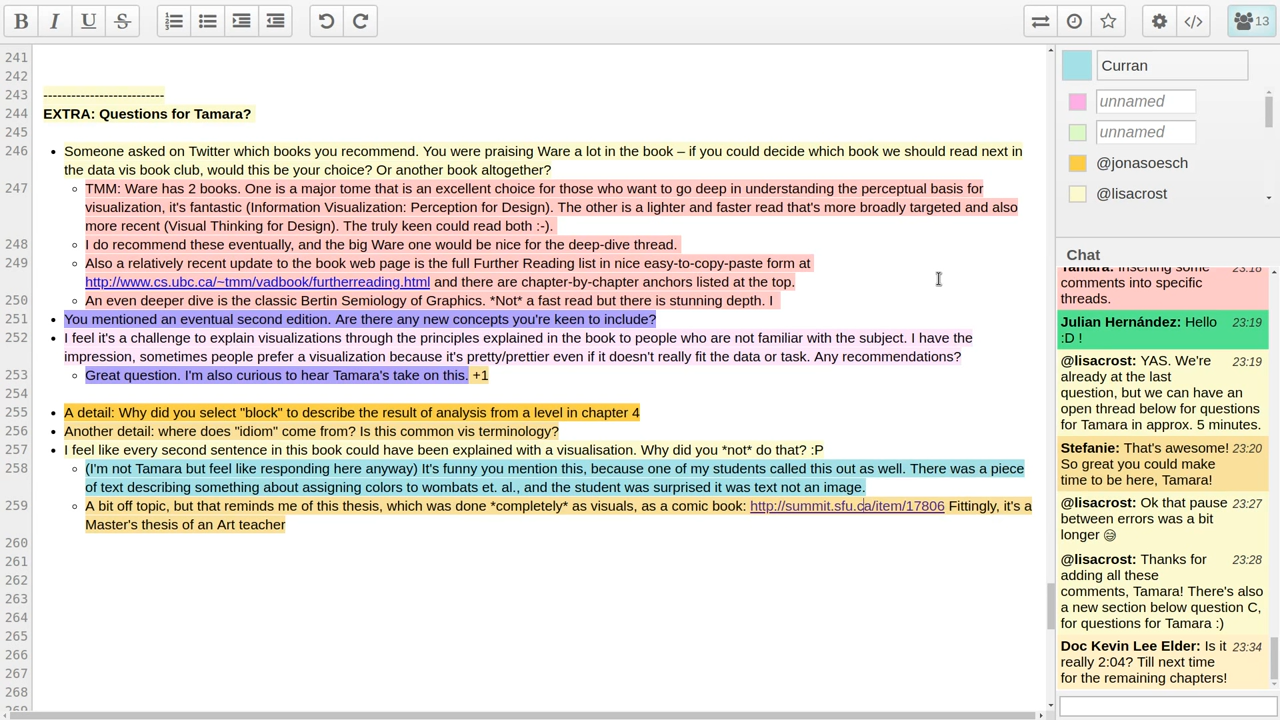 B I U S 13
241
242
243 --------------------------
244 EXTRA: Questions for Tamara?
245
246 Someone asked on Twitter which books you recommend. You were praising Ware a lot in the book – if you could decide which book we should read next in
the data vis book club, would this be your choice? Or another book altogether?
247 TMM: Ware has 2 books. One is a major tome that is an excellent choice for those who want to go deep in understanding the perceptual basis for
visualization, it's fantastic (Information Visualization: Perception for Design). The other is a lighter and faster read that's more broadly targeted and also
more recent (Visual Thinking for Design). The truly keen could read both :-).
248 I do recommend these eventually, and the big Ware one would be nice for the deep-dive thread.
249 Also a relatively recent update to the book web page is the full Further Reading list in nice easy-to-copy-paste form at
http://www.cs.ubc.ca/~tmm/vadbook/furtherreading.html and there are chapter-by-chapter anchors listed at the top.
250 An even deeper dive is the classic Bertin Semiology of Graphics. *Not* a fast read but there is stunning depth. I
251 You mentioned an eventual second edition. Are there any new concepts you're keen to include?
252 I feel it's a challenge to explain visualizations through the principles explained in the book to people who are not familiar with the subject. I have the
impression, sometimes people prefer a visualization because it's pretty/prettier even if it doesn't really fit the data or task. Any recommendations?
253 Great question. I'm also curious to hear Tamara's take on this. +1
254
255 A detail: Why did you select "block" to describe the result of analysis from a level in chapter 4
256 Another detail: where does "idiom" come from? Is this common vis terminology?
257 I feel like every second sentence in this book could have been explained with a visualisation. Why did you *not* do that? :P
258 (I'm not Tamara but feel like responding here anyway) It's funny you mention this, because one of my students called this out as well. There was a piece
of text describing something about assigning colors to wombats et. al., and the student was surprised it was text not an image.
259 A bit off topic, but that reminds me of this thesis, which was done *completely* as visuals, as a comic book: http://summit.sfu.ca/item/17806 Fittingly, it's a
Master's thesis of an Art teacher
260
261
262
263
264
265
266
267
268
269
Curran
unnamed
unnamed
@jonasoesch
@lisacrost
Chat
Tamara: Inserting some 23:18
comments into specific
threads.
Julian Hernández: Hello 23:19
:D !
@lisacrost: YAS. We're 23:19
already at the last
question, but we can have an
open thread below for questions
for Tamara in approx. 5 minutes.
Stefanie: That's awesome! 23:20
So great you could make
time to be here, Tamara!
@lisacrost: Ok that pause 23:27
between errors was a bit
longer 😅
@lisacrost: Thanks for 23:28
adding all these
comments, Tamara! There's also
a new section below question C,
for questions for Tamara :)
Doc Kevin Lee Elder: Is it 23:34
really 2:04? Till next time
for the remaining chapters!